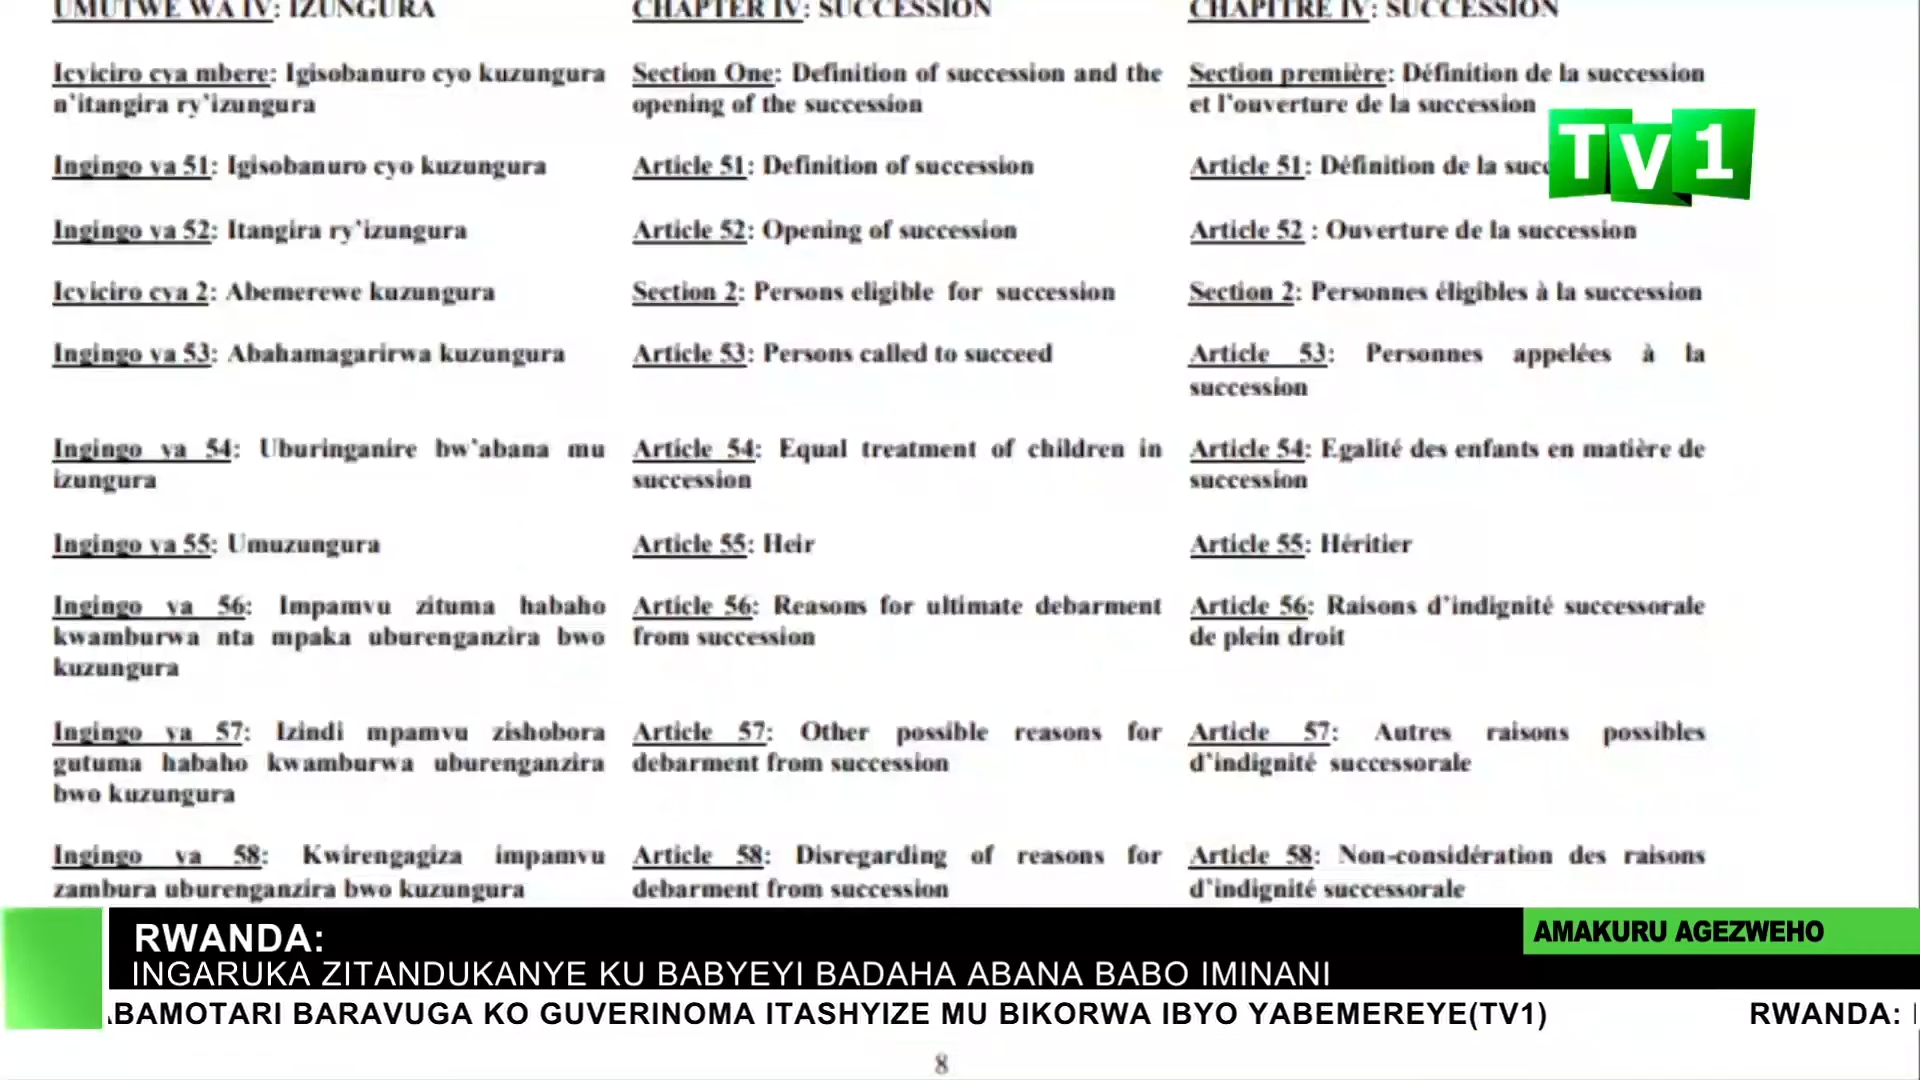 UMUTWE WA IV: IZUNGURA
Icyiciro cya mbere: Igisobanuro cyo kuzungura
n'itangira ry'izungura
Ingingo ya 51: Igisobanuro cyo kuzungura
Ingingo ya 52: Itangira ry'izungura
Icyiciro cya 2: Abemerewe kuzungura
Ingingo ya 53: Abahamagarirwa kuzungura
Ingingo ya 54: Uburinganire bw'abana mu
izungura
Ingingo ya 55: Umuzungura
Ingingo ya 56: Impamvu zituma habaho
kwamburwa nta mpaka uburenganzira bwo
kuzungura
Ingingo ya 57: Izindi mpamvu zishobora
gutuma habaho kwamburwa uburenganzira
bwo kuzungura
Ingingo ya 58: Kwirengagiza impamvu
zambura uburenganzira bwo kuzungura
CHAPTER IV: SUCCESSION
Section One: Definition of succession and the
opening of the succession
Article 51: Definition of succession
Article 52: Opening of succession
Section 2: Persons eligible for succession
Article 53: Persons called to succeed
Article 54: Equal treatment of children in
succession
Article 55: Heir
Article 56: Reasons for ultimate debarment
from succession
Article 57: Other possible reasons for
debarment from succession
Article 58: Disregarding of reasons for
debarment from succession
CHAPITRE IV: SUCCESSION
Section première: Définition de la succession
et l'ouverture de la succession
Article 51: Définition de la succ
Article 52 : Ouverture de la succession
Section 2: Personnes éligibles à la succession
Article 53: Personnes appelées à la
succession
Article 54: Egalité des enfants en matière de
succession
Article 55: Héritier
Article 56: Raisons d'indignité successorale
de plein droit
Article 57: Autres raisons possibles
d'indignité successorale
Article 58: Non-considération des raisons
d'indignité successorale
TV1
RWANDA:
AMAKURU AGEZWEHO
INGARUKA ZITANDUKANYE KU BABYEYI BADAHA ABANA BABO IMINANI
ABAMOTARI BARAVUGA KO GUVERINOMA ITASHYIZE MU BIKORWA IBYO YABEMEREYE(TV1) RWANDA:
8